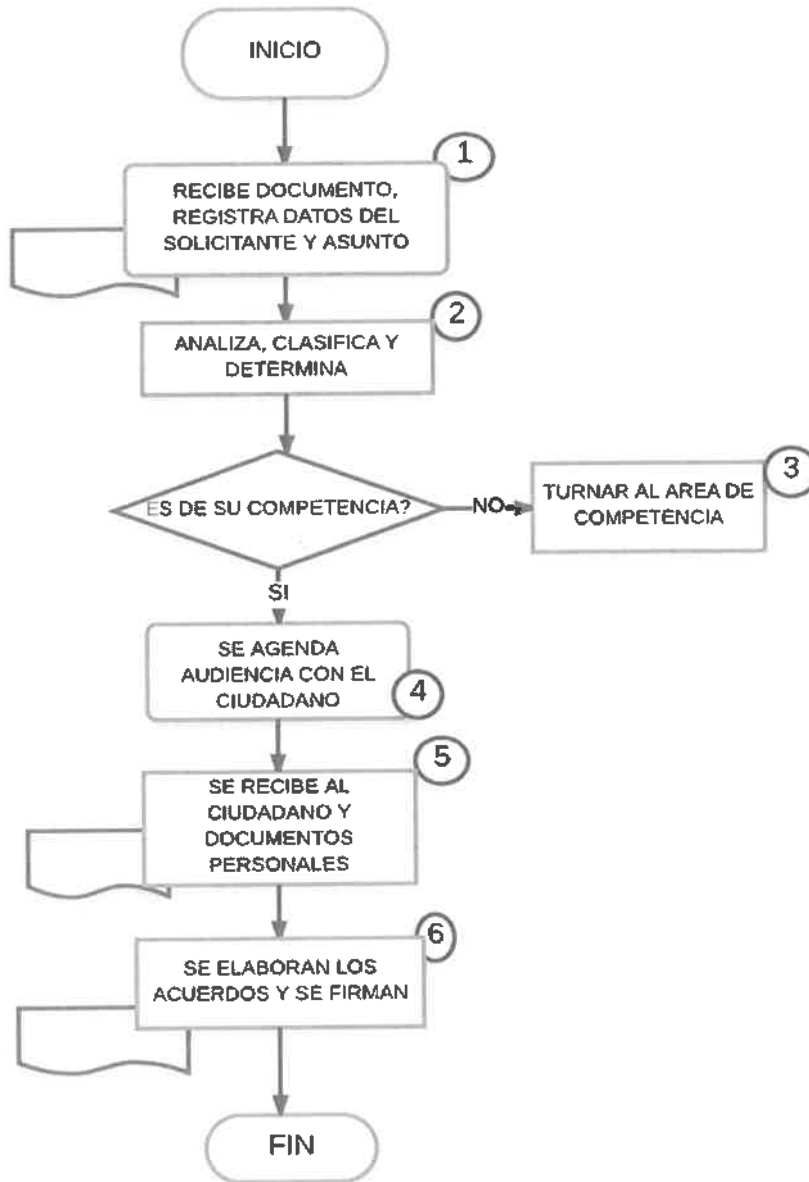 INICIO
1
RECIBE DOCUMENTO,
REGISTRA DATOS DEL
SOLICITANTE Y ASUNTO
2
ANALIZA, CLASIFICA Y
DETERMINA
ES DE SU COMPETENCIA?
NO
3
TURNAR AL AREA DE
COMPETENCIA
SI
SE AGENDA
AUDIENCIA CON EL
CIUDADANO
4
5
SE RECIBE AL
CIUDADANO Y
DOCUMENTOS
PERSONALES
6
SE ELABORAN LOS
ACUERDOS Y SE FIRMAN
FIN